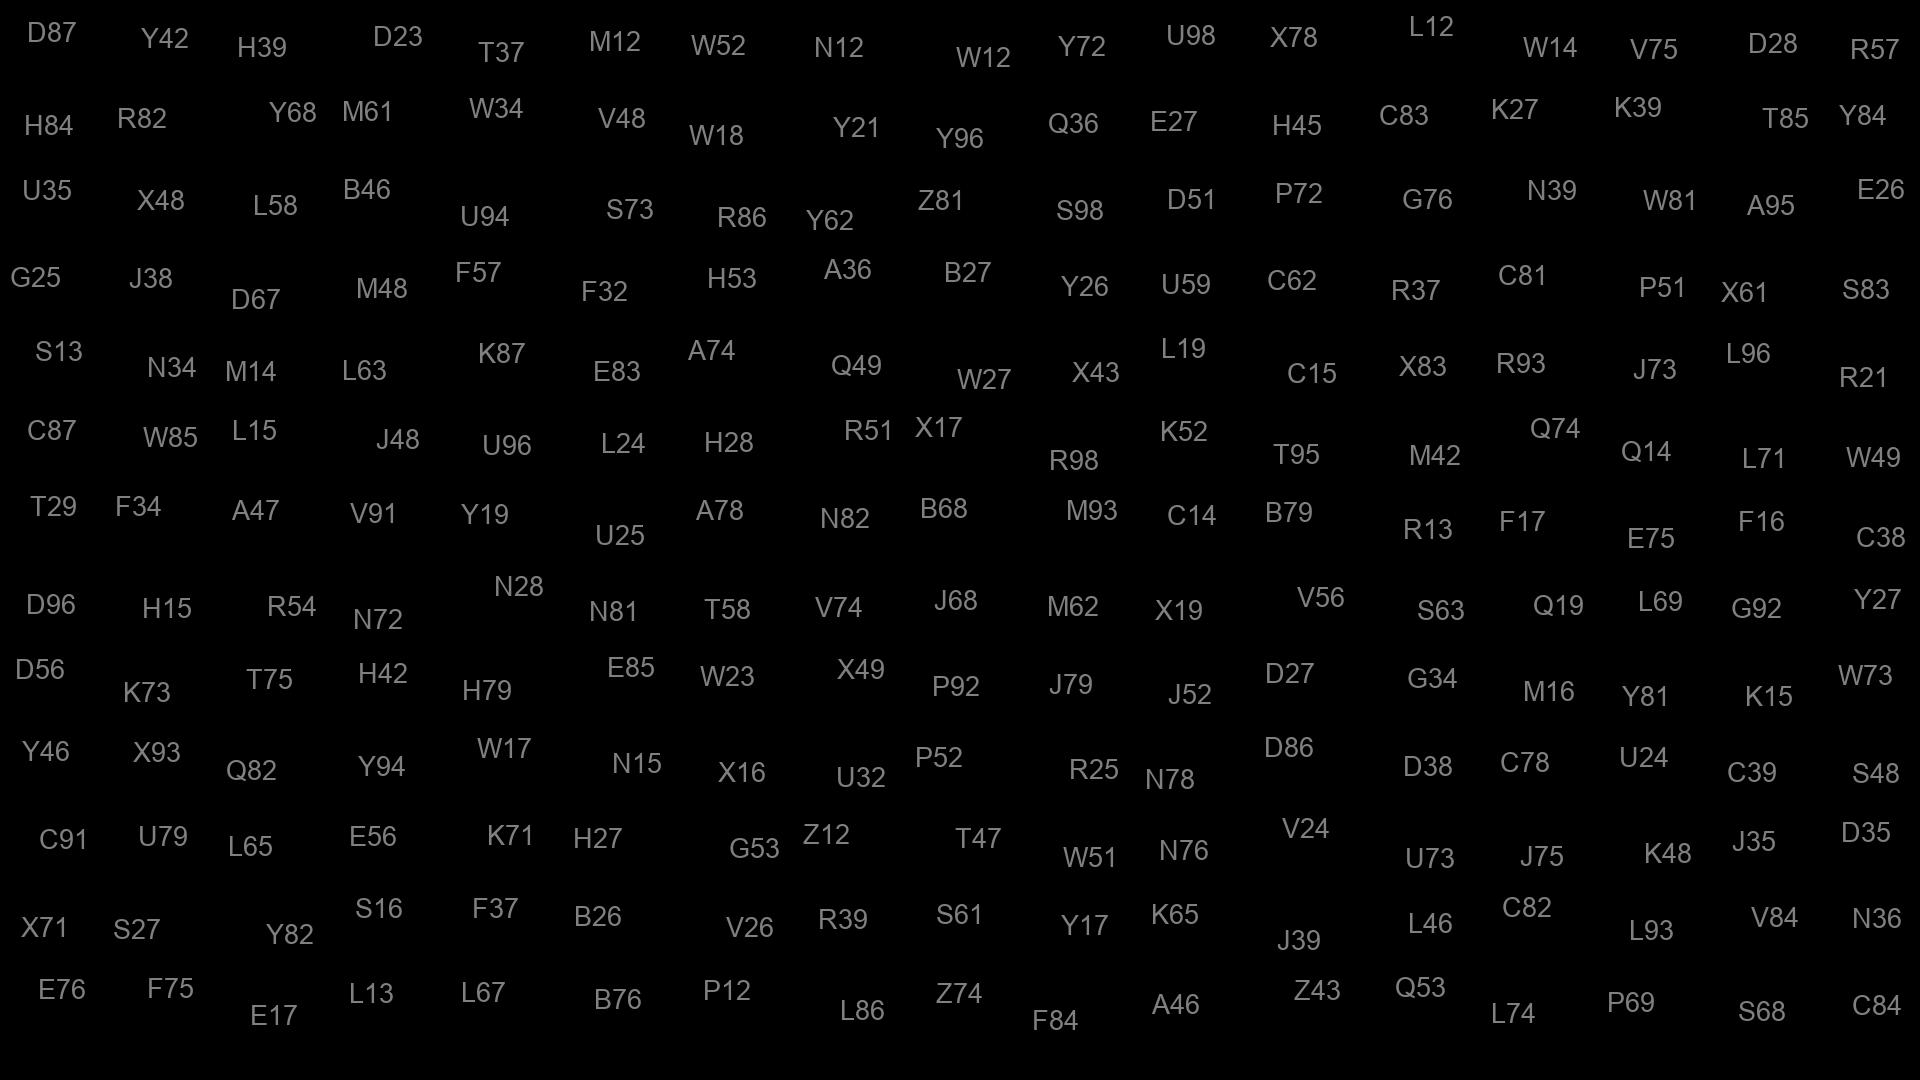 D87 Y42 H39 D23 T37 M12 W52 N12 W12 Y72 U98 X78 L12 W14 V75 D28 R57
H84 R82 Y68 M61 W34 V48 W18 Y21 Y96 Q36 E27 H45 C83 K27 K39 T85 Y84
U35 X48 L58 B46 U94 S73 R86 Y62 Z81 S98 D51 P72 G76 N39 W81 A95 E26
G25 J38 D67 M48 F57 F32 H53 A36 B27 Y26 U59 C62 R37 C81 P51 X61 S83
S13 N34 M14 L63 K87 E83 A74 Q49 W27 X43 L19 C15 X83 R93 J73 L96 R21
C87 W85 L15 J48 U96 L24 H28 R51 X17 R98 K52 T95 M42 Q74 Q14 L71 W49
T29 F34 A47 V91 Y19 U25 A78 N82 B68 M93 C14 B79 R13 F17 E75 F16 C38
D96 H15 R54 N72 N28 N81 T58 V74 J68 M62 X19 V56 S63 Q19 L69 G92 Y27
D56 K73 T75 H42 H79 E85 W23 X49 P92 J79 J52 D27 G34 M16 Y81 K15 W73
Y46 X93 Q82 Y94 W17 N15 X16 U32 P52 R25 N78 D86 D38 C78 U24 C39 S48
C91 U79 L65 E56 K71 H27 G53 Z12 T47 W51 N76 V24 U73 J75 K48 J35 D35
X71 S27 Y82 S16 F37 B26 V26 R39 S61 Y17 K65 J39 L46 C82 L93 V84 N36
E76 F75 E17 L13 L67 B76 P12 L86 Z74 F84 A46 Z43 Q53 L74 P69 S68 C84